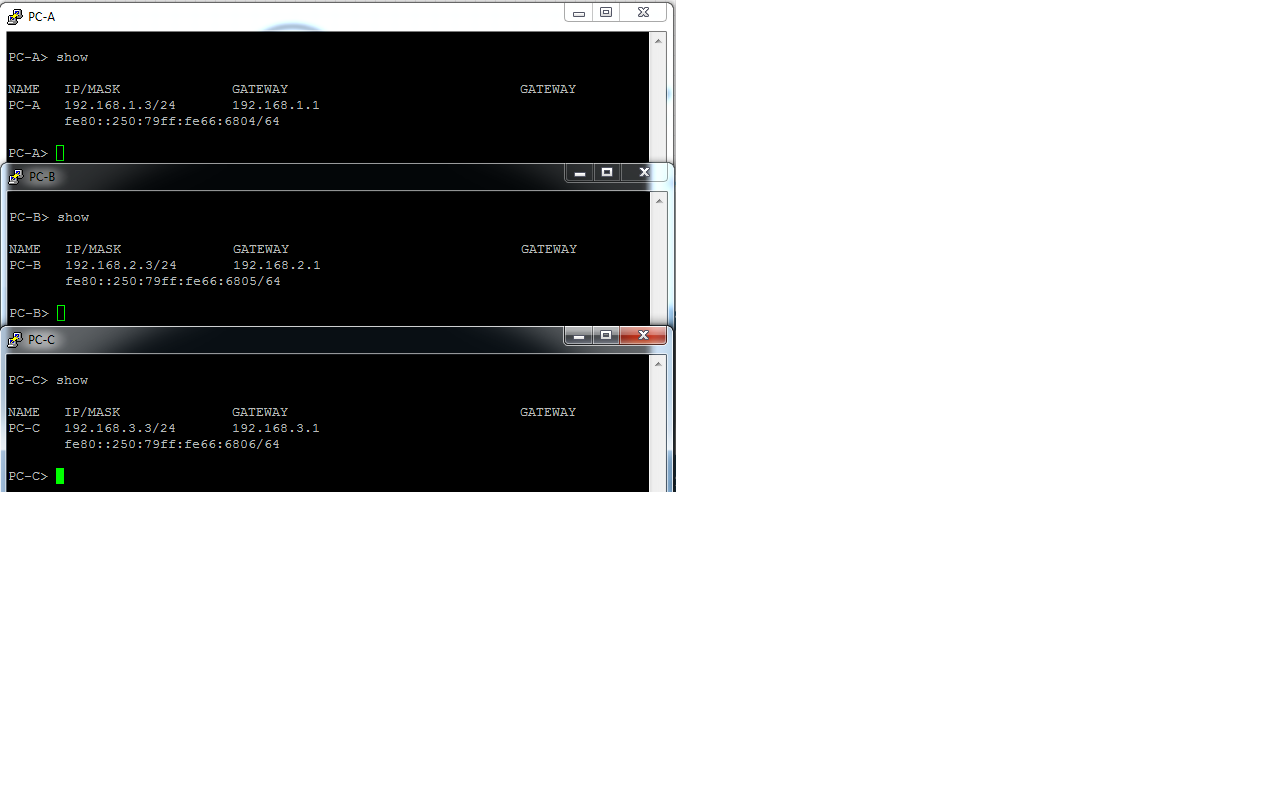 PC-A
PC-A> show
NAME IP/MASK GATEWAY GATEWAY
PC-A 192.168.1.3/24 192.168.1.1
fe80::250:79ff:fe66:6804/64
PC-A>
PC-B
PC-B> show
NAME IP/MASK GATEWAY GATEWAY
PC-B 192.168.2.3/24 192.168.2.1
fe80::250:79ff:fe66:6805/64
PC-B>
PC-C
PC-C> show
NAME IP/MASK GATEWAY GATEWAY
PC-C 192.168.3.3/24 192.168.3.1
fe80::250:79ff:fe66:6806/64
PC-C>